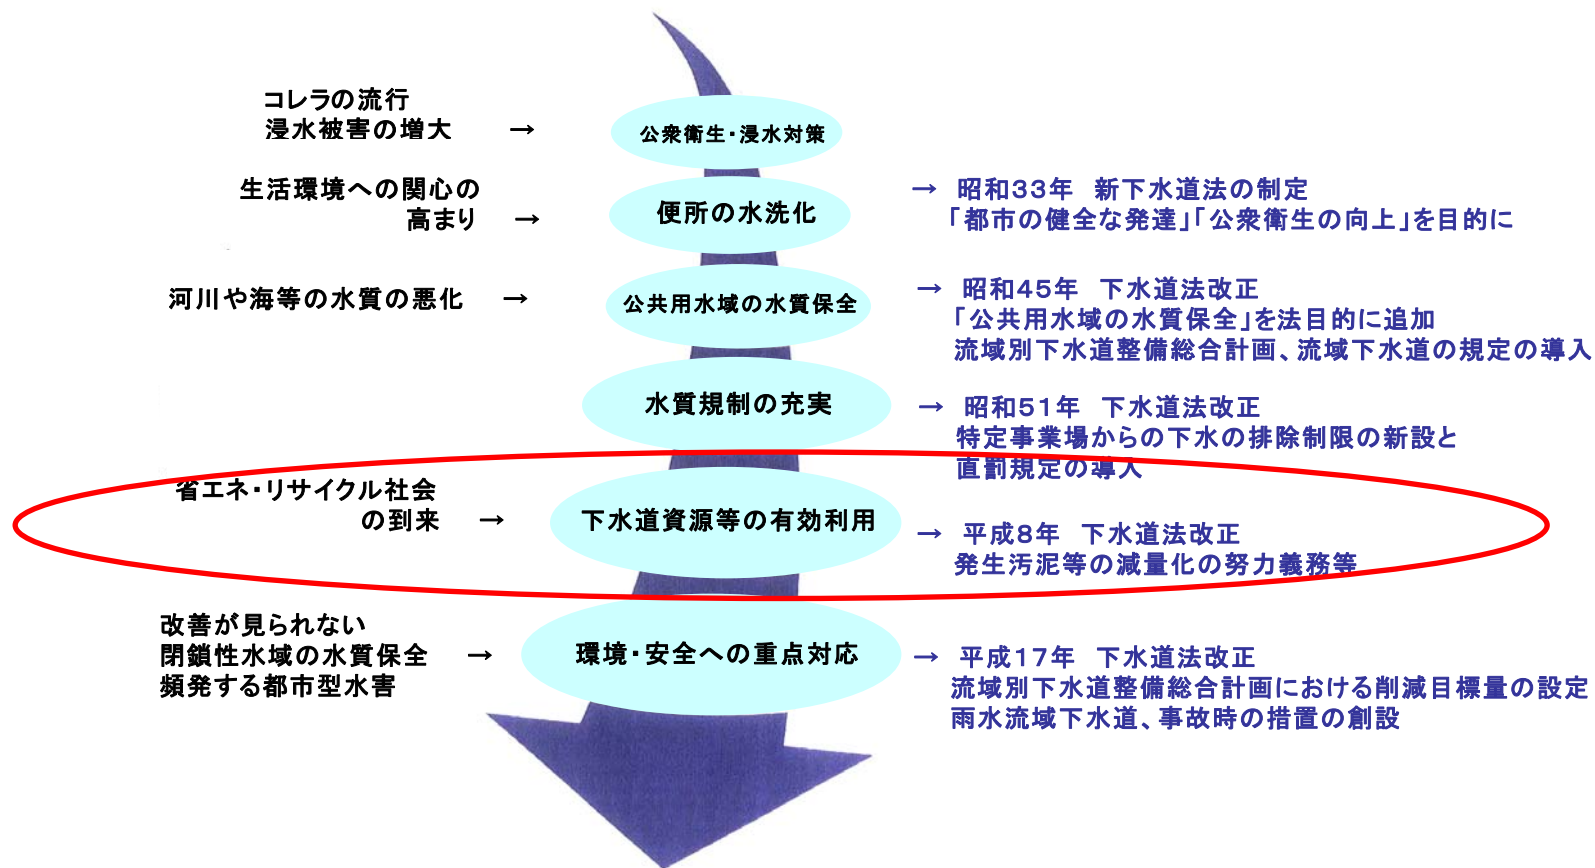 コレラの流行
浸水被害の増大 →
公衆衛生・浸水対策
生活環境への関心の
高まり →
便所の水洗化
→ 昭和33年 新下水道法の制定
「都市の健全な発達」「公衆衛生の向上」を目的に
河川や海等の水質の悪化 →
公共用水域の水質保全
→ 昭和45年 下水道法改正
「公共用水域の水質保全」を法目的に追加
流域別下水道整備総合計画、流域下水道の規定の導入
水質規制の充実
→ 昭和51年 下水道法改正
特定事業場からの下水の排除制限の新設と
直罰規定の導入
省エネ・リサイクル社会
の到来 →
下水道資源等の有効利用
→ 平成8年 下水道法改正
発生汚泥等の減量化の努力義務等
改善が見られない
閉鎖性水域の水質保全 →
頻発する都市型水害
環境・安全への重点対応
→ 平成17年 下水道法改正
流域別下水道整備総合計画における削減目標量の設定
雨水流域下水道、事故時の措置の創設